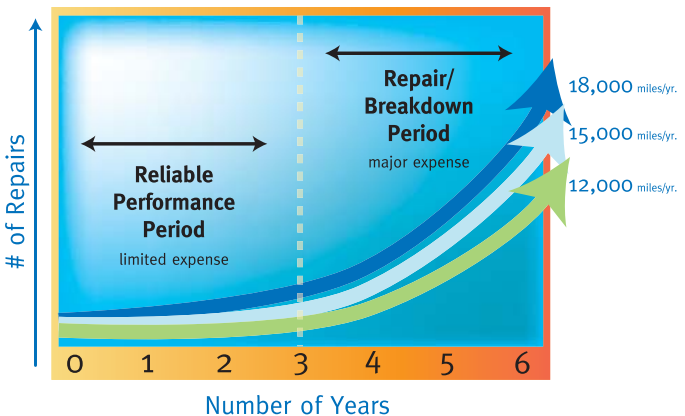 # of Repairs
Repair/
Breakdown
Period
major expense
Reliable
Performance
Period
limited expense
18,000 miles/yr.
15,000 miles/yr.
12,000 miles/yr.
0 1 2 3 4 5 6
Number of Years